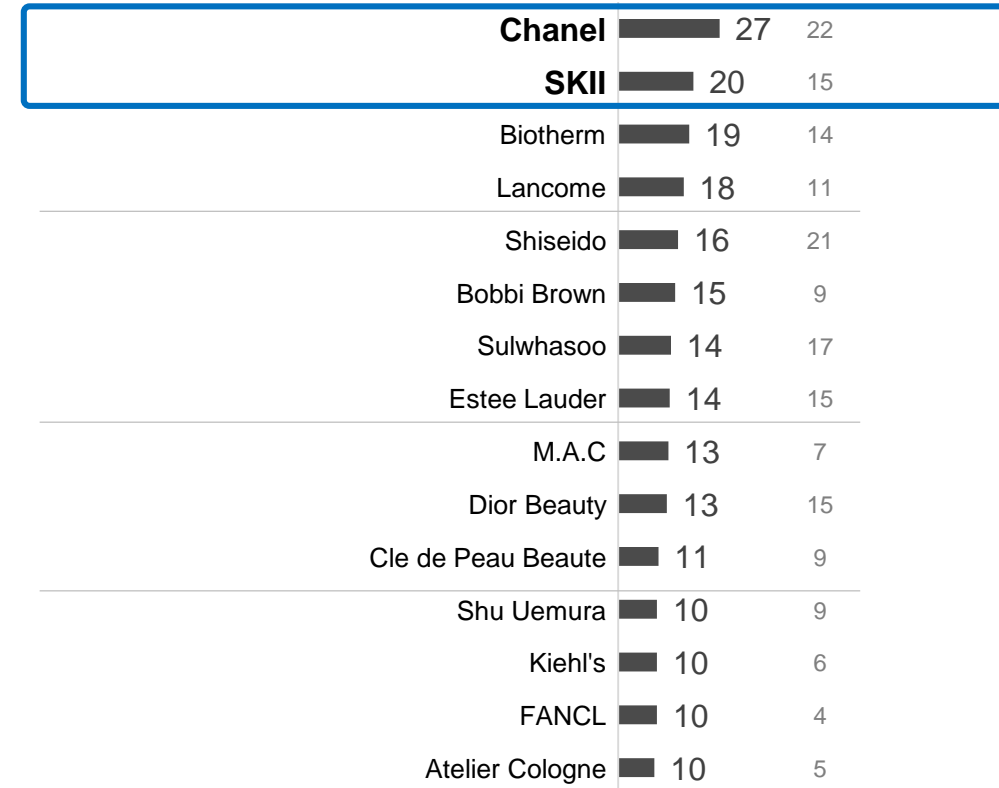 Chanel 27 22
SKII 20 15
Biotherm 19 14
Lancome 18 11
Shiseido 16 21
Bobbi Brown 15 9
Sulwhasoo 14 17
Estee Lauder 14 15
M.A.C 13 7
Dior Beauty 13 15
Cle de Peau Beaute 11 9
Shu Uemura 10 9
Kiehl's 10 6
FANCL 10 4
Atelier Cologne 10 5